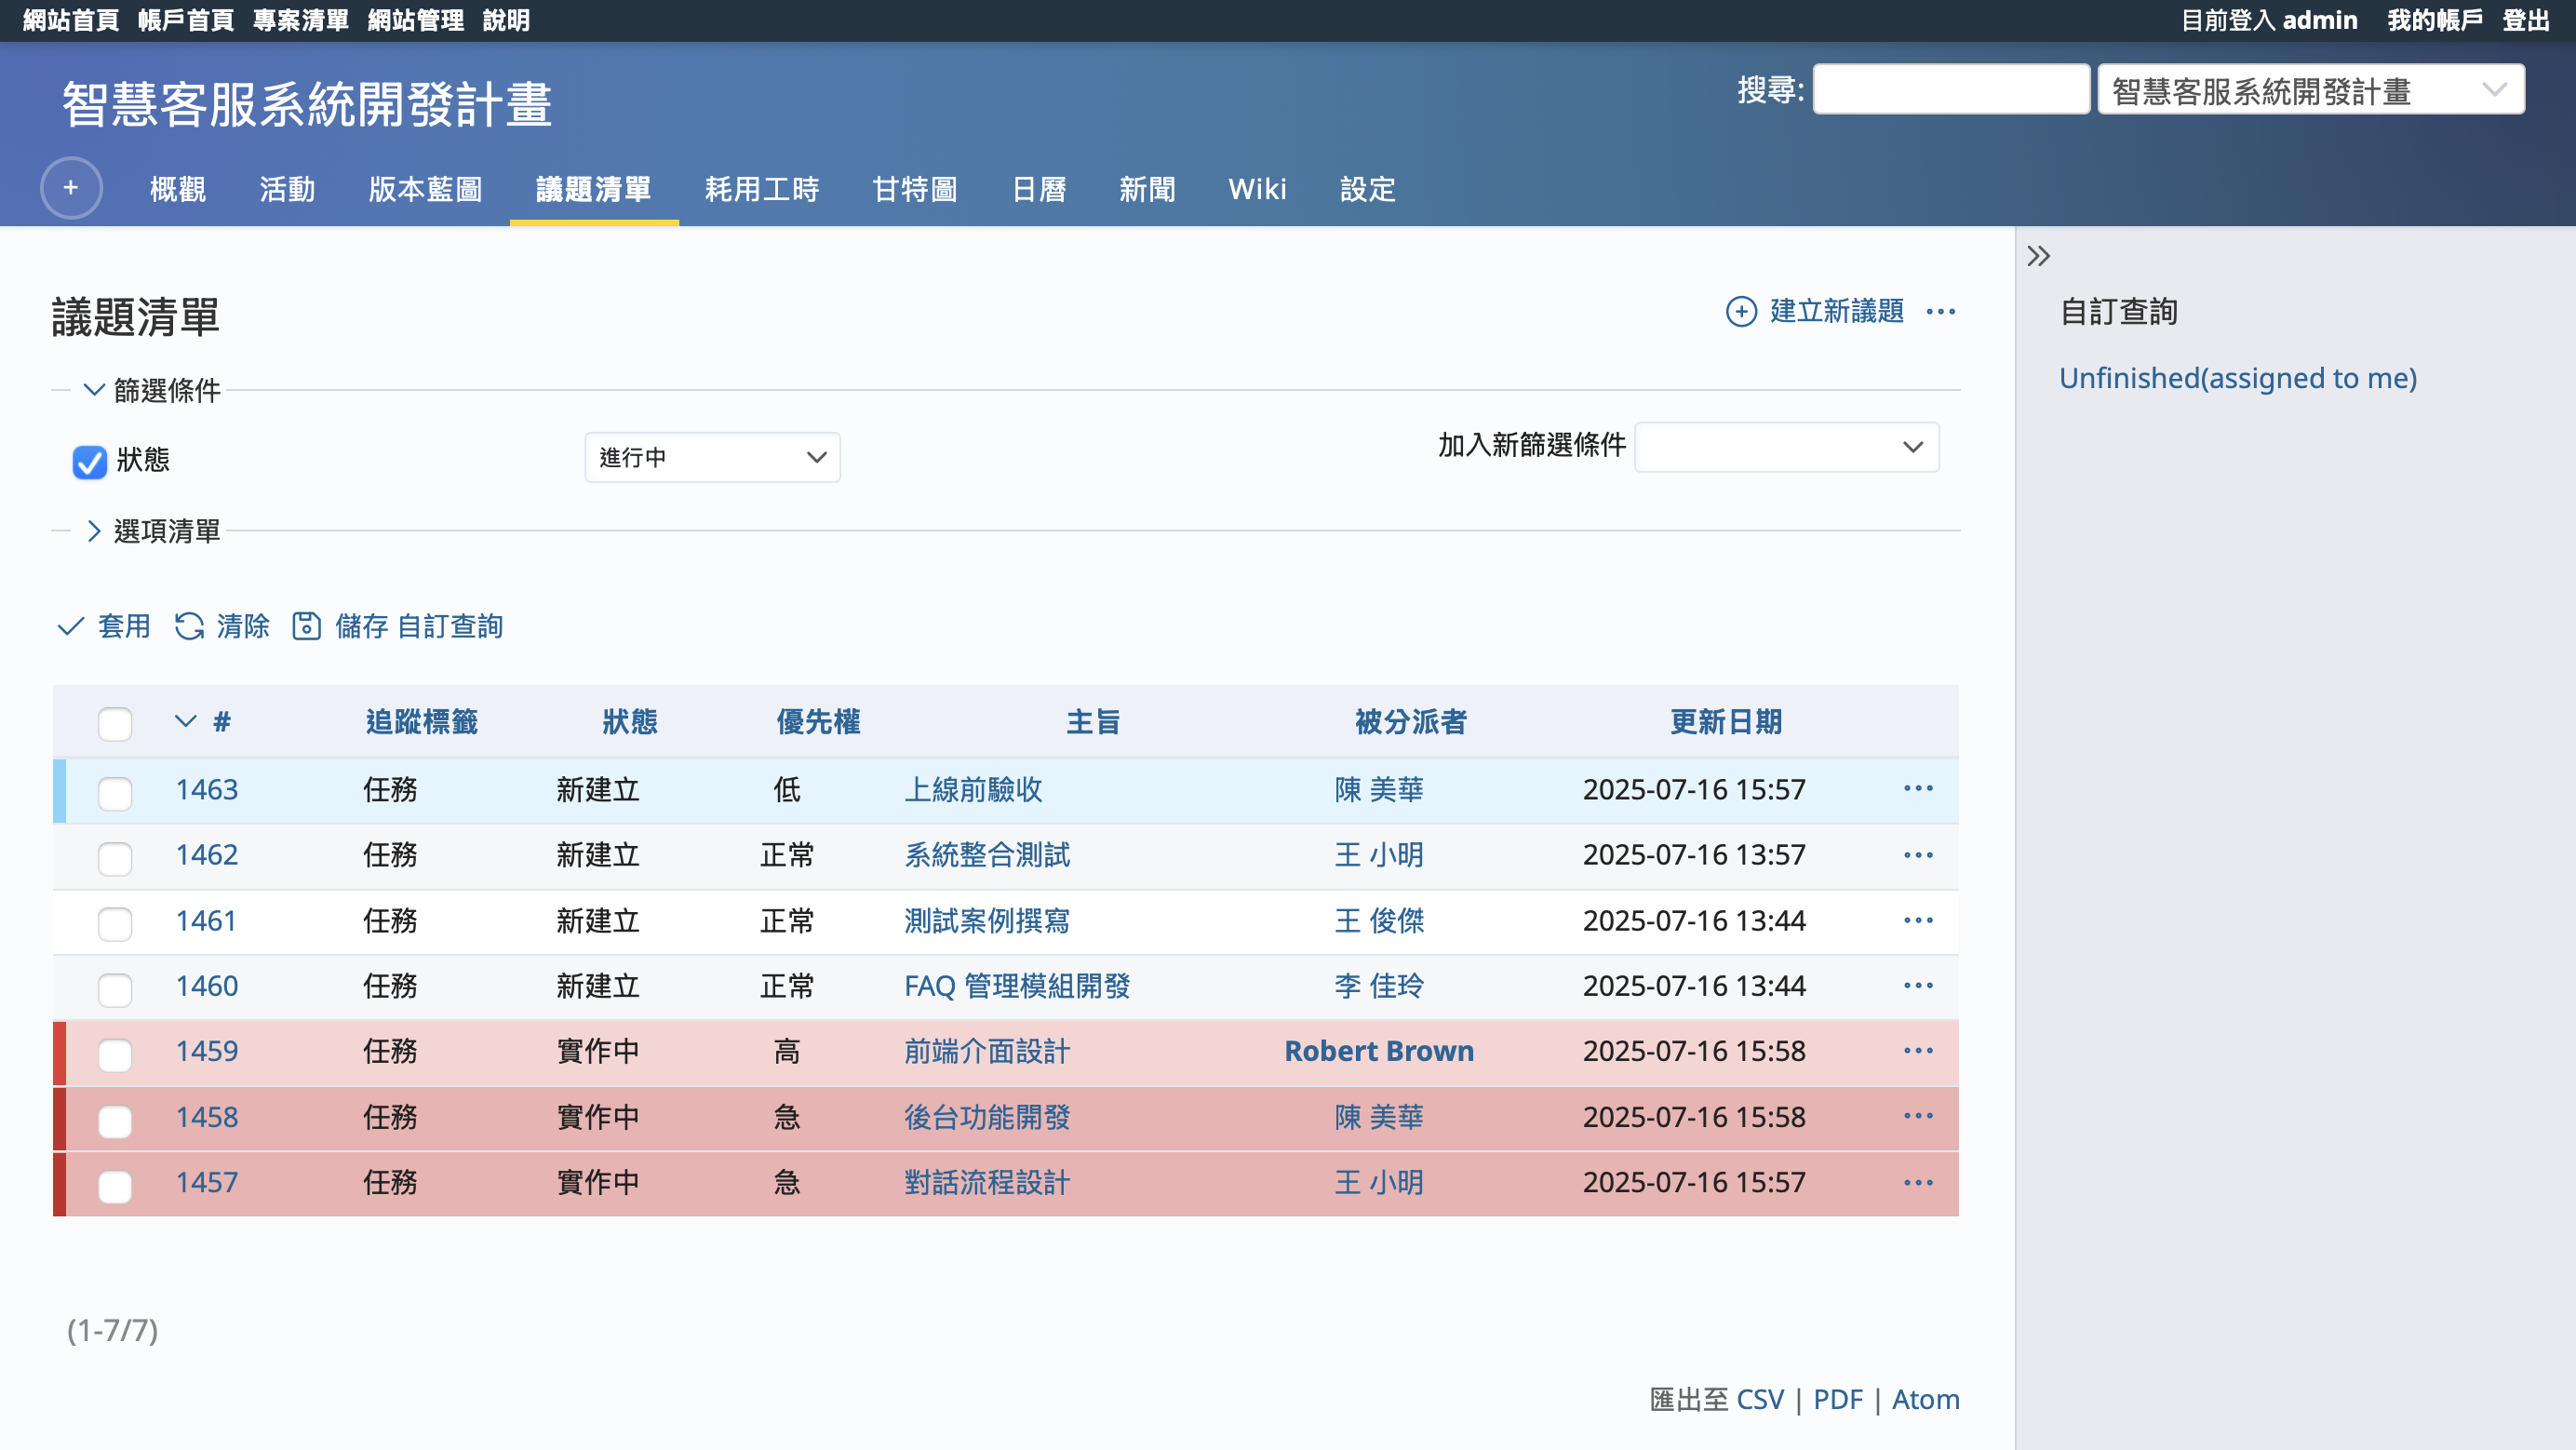 網站首頁 帳戶首頁 專案清單 網站管理 說明 目前登入 admin 我的帳戶 登出
智慧客服系統開發計畫
搜尋: 智慧客服系統開發計畫
+ 概觀 活動 版本藍圖 議題清單 耗用工時 甘特圖 日曆 新聞 Wiki 設定
議題清單
建立新議題 •••
篩選條件
狀態 進行中 加入新篩選條件
選項清單
套用 清除 儲存 自訂查詢
# 追蹤標籤 狀態 優先權 主旨 被分派者 更新日期
1463 任務 新建立 低 上線前驗收 陳 美華 2025-07-16 15:57 •••
1462 任務 新建立 正常 系統整合測試 王 小明 2025-07-16 13:57 •••
1461 任務 新建立 正常 測試案例撰寫 王 俊傑 2025-07-16 13:44 •••
1460 任務 新建立 正常 FAQ 管理模組開發 李 佳玲 2025-07-16 13:44 •••
1459 任務 實作中 高 前端介面設計 Robert Brown 2025-07-16 15:58 •••
1458 任務 實作中 急 後台功能開發 陳 美華 2025-07-16 15:58 •••
1457 任務 實作中 急 對話流程設計 王 小明 2025-07-16 15:57 •••
(1-7/7)
匯出至 CSV | PDF | Atom
自訂查詢
Unfinished(assigned to me)